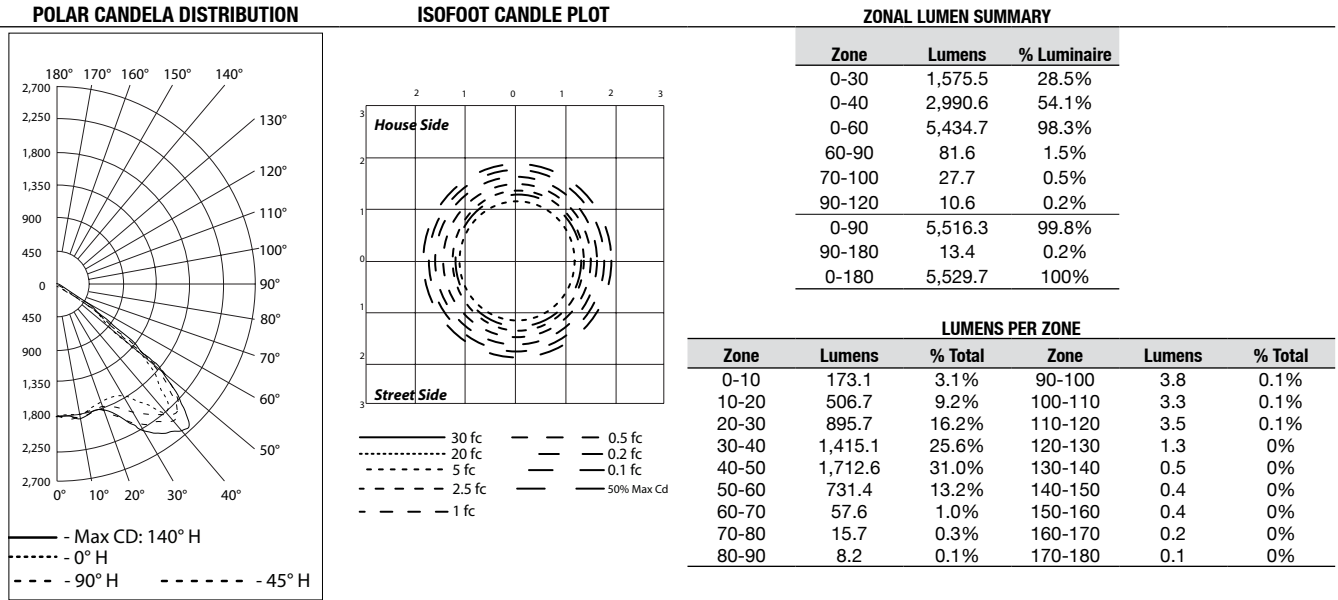 POLAR CANDELA DISTRIBUTION
180° 170° 160° 150° 140°
2,700
2,250
1,800
1,350
900
450
0
450
900
1,350
1,800
2,250
2,700
130°
120°
110°
100°
90°
80°
70°
60°
50°
0° 10° 20° 30° 40°
- Max CD: 140° H
- 0° H
- 90° H - 45° H
ISOFOOT CANDLE PLOT
2 1 0 1 2 3
3
2
1
0
1
2
3
House Side
Street Side
30 fc 0.5 fc
20 fc 0.2 fc
5 fc 0.1 fc
2.5 fc 50% Max Cd
1 fc
ZONAL LUMEN SUMMARY
Zone Lumens % Luminaire
0-30 1,575.5 28.5%
0-40 2,990.6 54.1%
0-60 5,434.7 98.3%
60-90 81.6 1.5%
70-100 27.7 0.5%
90-120 10.6 0.2%
0-90 5,516.3 99.8%
90-180 13.4 0.2%
0-180 5,529.7 100%
LUMENS PER ZONE
Zone Lumens % Total Zone Lumens % Total
0-10 173.1 3.1% 90-100 3.8 0.1%
10-20 506.7 9.2% 100-110 3.3 0.1%
20-30 895.7 16.2% 110-120 3.5 0.1%
30-40 1,415.1 25.6% 120-130 1.3 0%
40-50 1,712.6 31.0% 130-140 0.5 0%
50-60 731.4 13.2% 140-150 0.4 0%
60-70 57.6 1.0% 150-160 0.4 0%
70-80 15.7 0.3% 160-170 0.2 0%
80-90 8.2 0.1% 170-180 0.1 0%